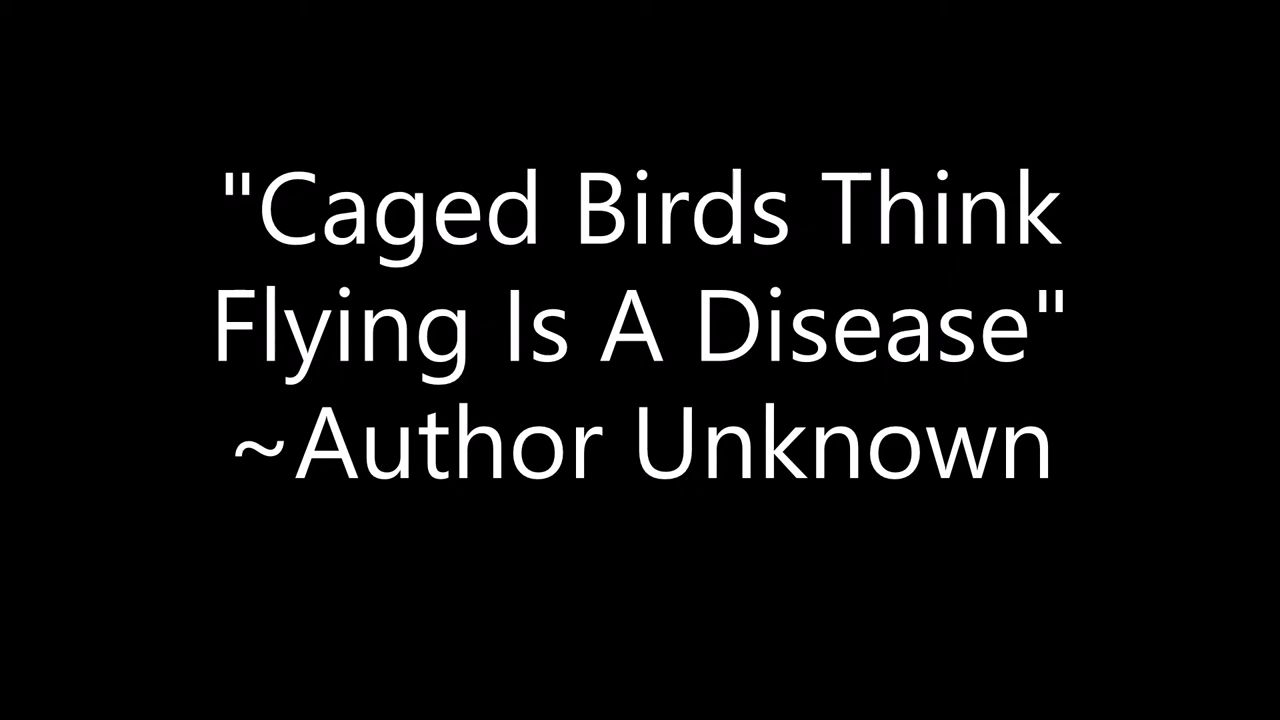 "Caged Birds Think
Flying Is A Disease"
~Author Unknown